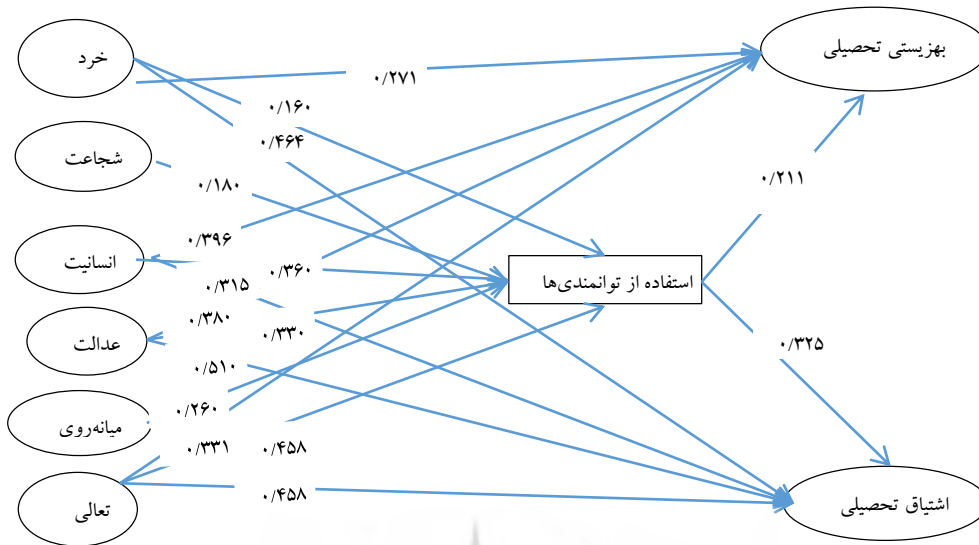 خرد
بهزیستی تحصیلی
۰/۲۷۱
۰/۱۶۰
۰/۴۶۴
شجاعت
۰/۱۸۰
۰/۲۱۱
۰/۳۹۶
انسانیت
۰/۳۶۰
۰/۳۱۵
استفاده از توانمندی‌ها
۰/۳۸۰
۰/۳۳۰
عدالت
۰/۳۲۵
۰/۵۱۰
۰/۲۶۰
میانه‌روی
۰/۳۳۱
۰/۴۵۸
۰/۴۵۸
تعالی
اشتیاق تحصیلی